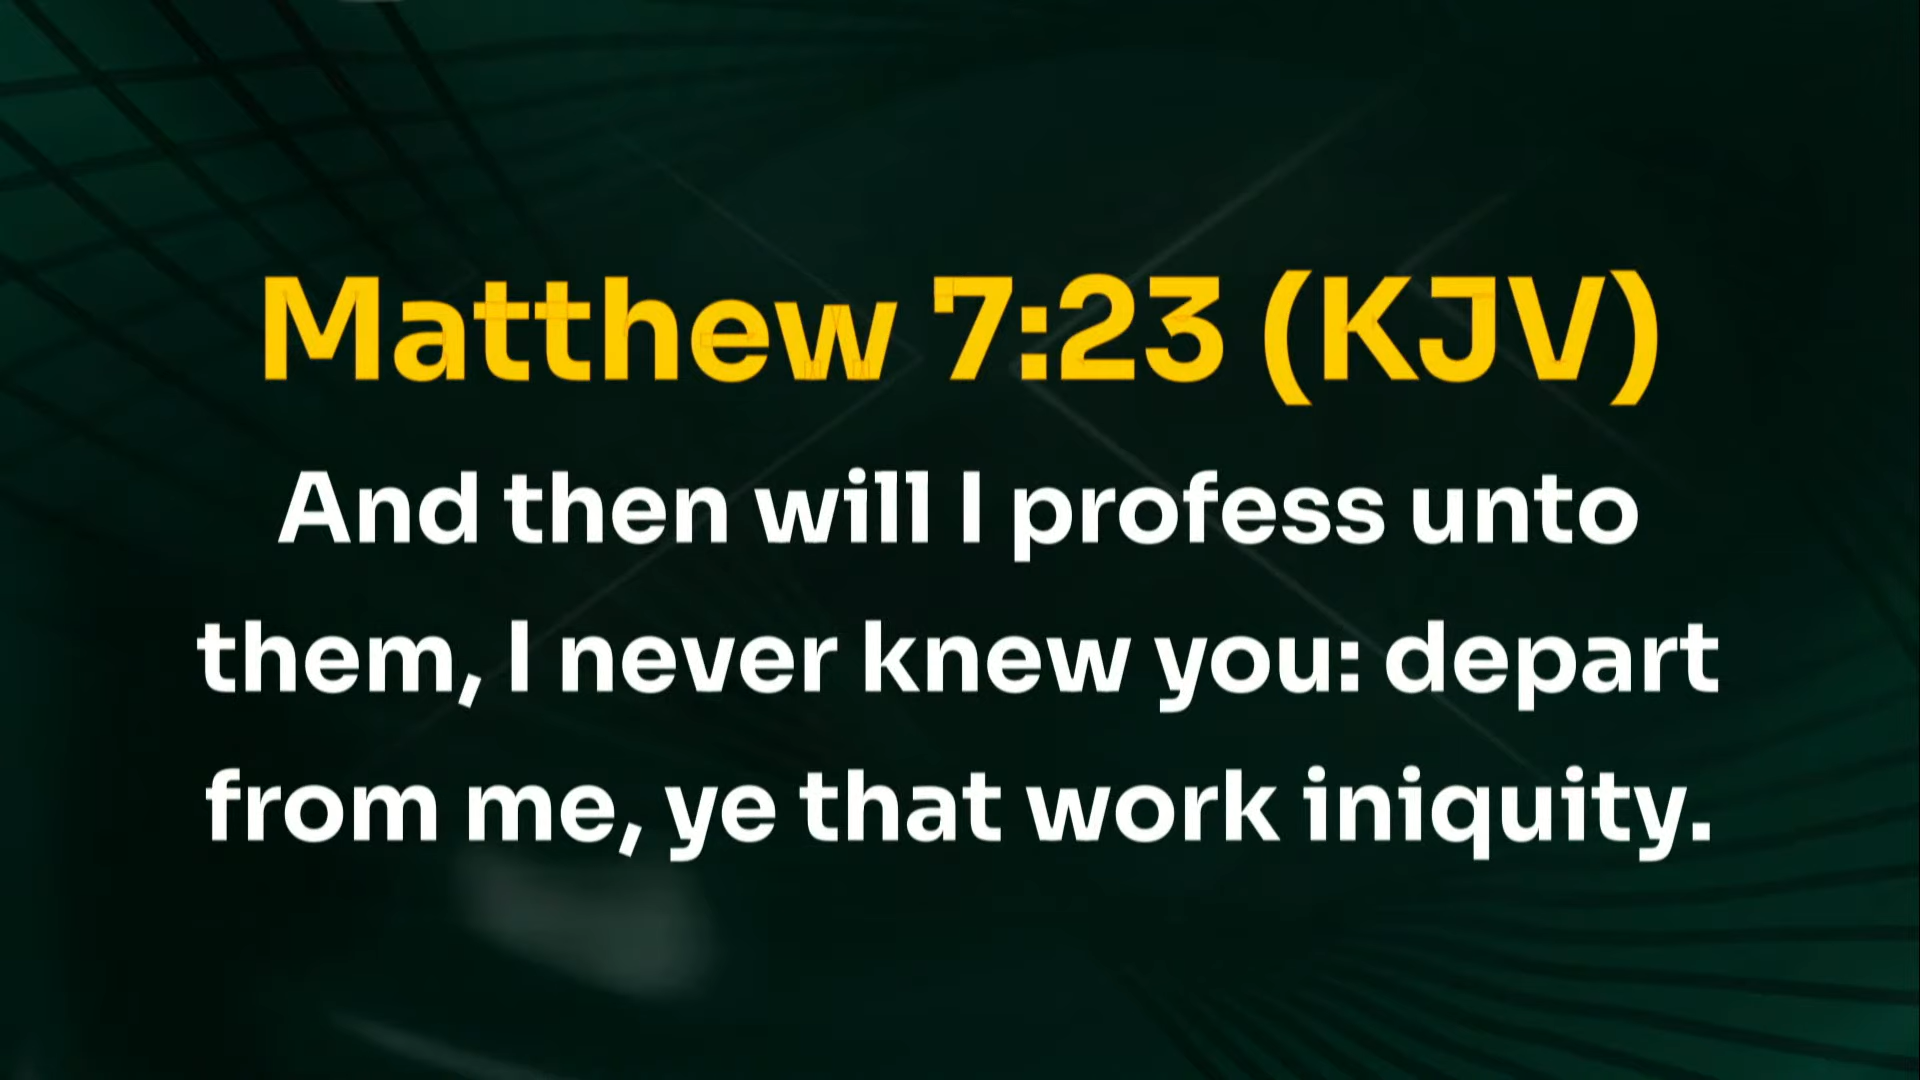 Matthew 7:23 (KJV)
And then will I profess unto
them, I never knew you: depart
from me, ye that work iniquity.